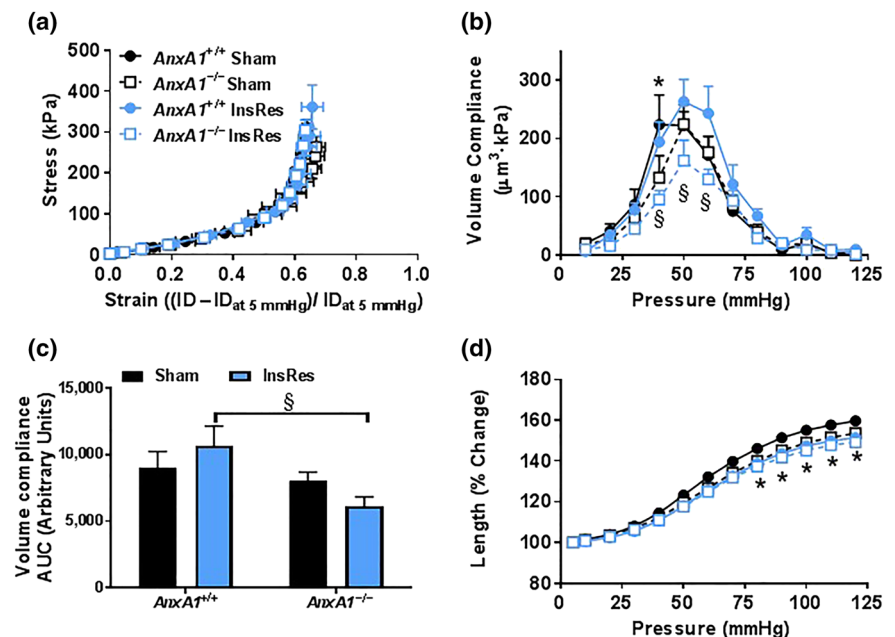 (a)
500
400
300
200
100
0
Stress (kPa)
AnxA1+/+ Sham
AnxA1−/− Sham
AnxA1+/+ InsRes
AnxA1−/− InsRes
0.0 0.2 0.4 0.6 0.8 1.0
Strain ((ID−IDat 5 mmHg)/ IDat 5 mmHg)
(b)
300
200
100
0
Volume Compliance
(µm3·kPa)
*
§
§
§
0 25 50 75 100 125
Pressure (mmHg)
(c)
15,000
10,000
5,000
0
Volume compliance
AUC (Arbitrary Units)
Sham InsRes
§
AnxA1+/+ AnxA1−/−
(d)
180
160
140
120
100
80
Length (% Change)
* * * * *
0 25 50 75 100 125
Pressure (mmHg)